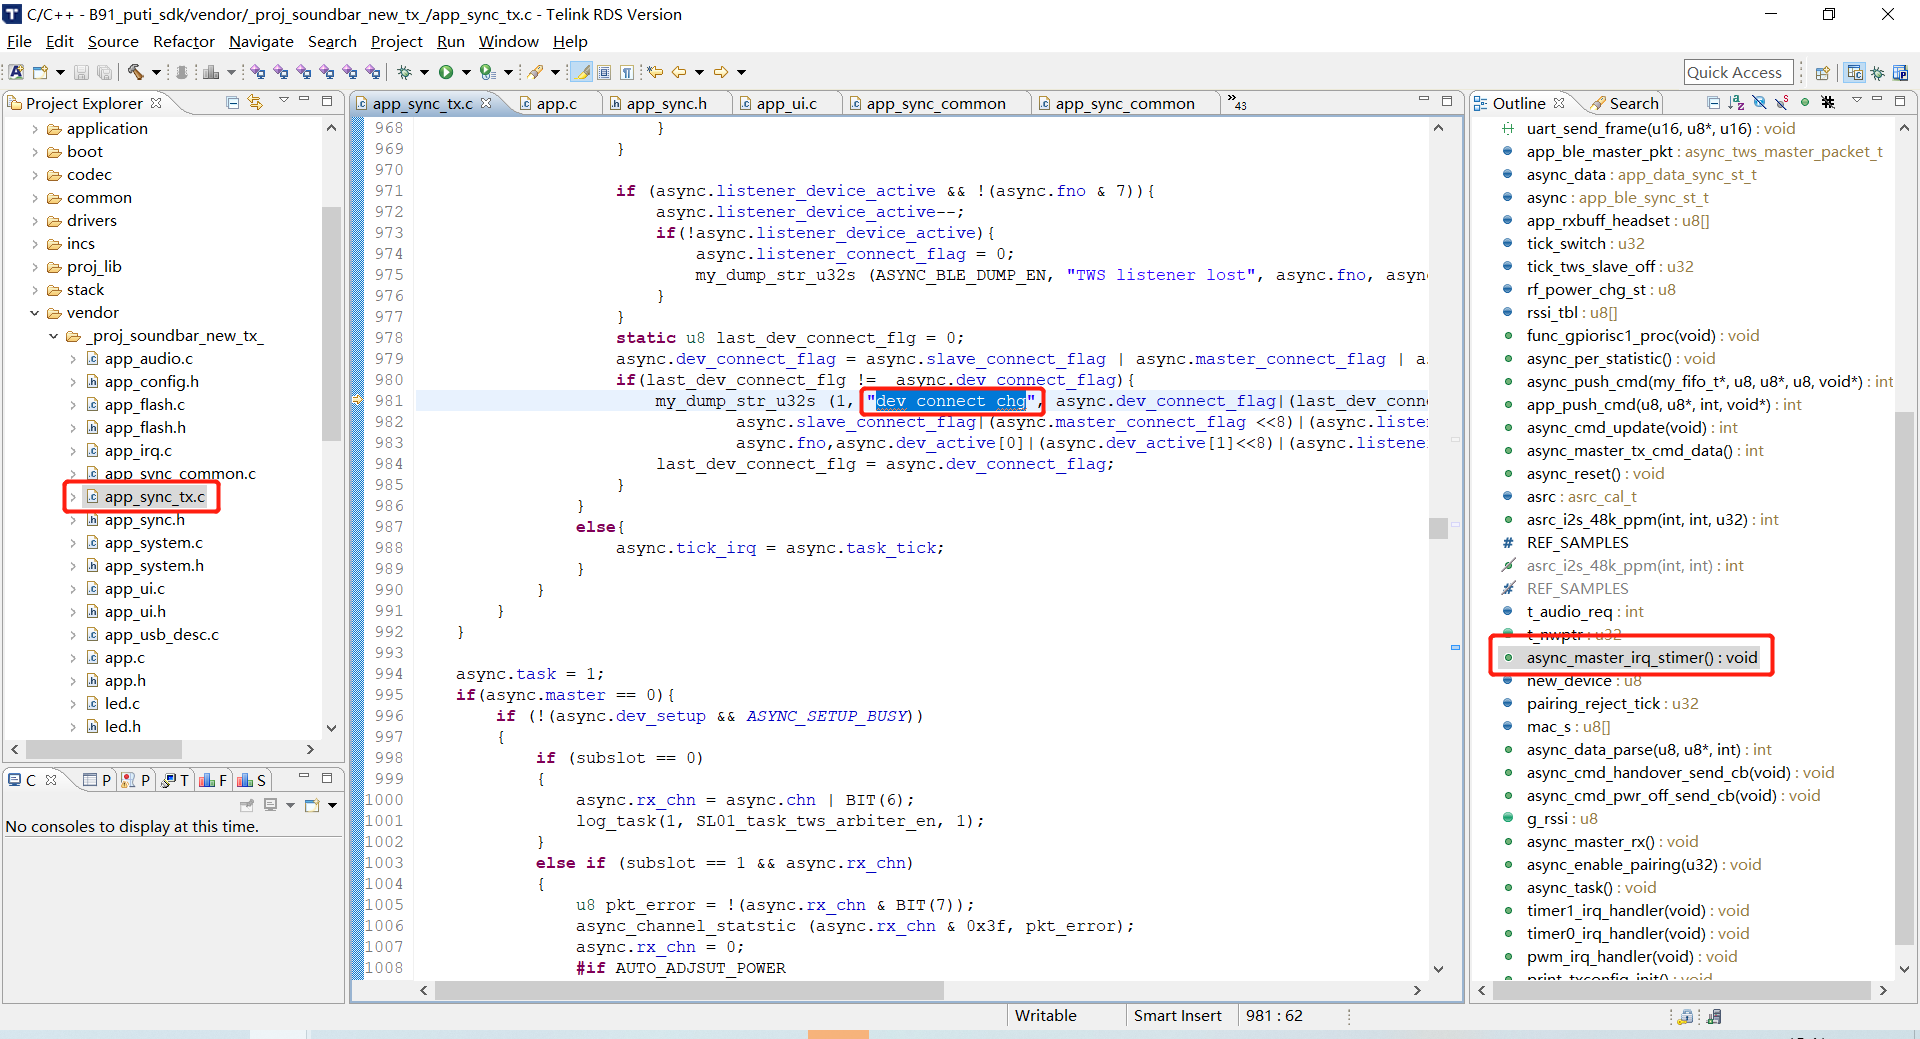 C/C++ - B91_puti_sdk/vendor/_proj_soundbar_new_tx_/app_sync_tx.c - Telink RDS Version
File Edit Source Refactor Navigate Search Project Run Window Help
Quick Access
Project Explorer
application
boot
codec
common
drivers
incs
proj_lib
stack
vendor
_proj_soundbar_new_tx_
app_audio.c
app_config.h
app_flash.c
app_flash.h
app_irq.c
app_sync_common.c
app_sync_tx.c
app_sync.h
app_system.c
app_system.h
app_ui.c
app_ui.h
app_usb_desc.c
app.c
app.h
led.c
led.h
C P P T F S
No consoles to display at this time.
app_sync_tx.c app.c app_sync.h app_ui.c app_sync_common app_sync_common »43
968 }
969 }
970
971 if (async.listener_device_active && !(async.fno & 7)){
972 async.listener_device_active--;
973 if(!async.listener_device_active){
974 async.listener_connect_flag = 0;
975 my_dump_str_u32s (ASYNC_BLE_DUMP_EN, "TWS listener lost", async.fno, asyn
976 }
977 }
978 static u8 last_dev_connect_flg = 0;
979 async.dev_connect_flag = async.slave_connect_flag | async.master_connect_flag | a
980 if(last_dev_connect_flg != async.dev_connect_flag){
981 my_dump_str_u32s (1, "dev_connect_chg", async.dev_connect_flag|(last_dev_conn
982 async.slave_connect_flag|(async.master_connect_flag <<8)|(async.liste
983 async.fno,async.dev_active[0]|(async.dev_active[1]<<8)|(async.listene
984 last_dev_connect_flg = async.dev_connect_flag;
985 }
986 }
987 else{
988 async.tick_irq = async.task_tick;
989 }
990 }
991 }
992 }
993
994 async.task = 1;
995 if(async.master == 0){
996 if (!(async.dev_setup && ASYNC_SETUP_BUSY))
997 {
998 if (subslot == 0)
999 {
1000 async.rx_chn = async.chn | BIT(6);
1001 log_task(1, SL01_task_tws_arbiter_en, 1);
1002 }
1003 else if (subslot == 1 && async.rx_chn)
1004 {
1005 u8 pkt_error = !(async.rx_chn & BIT(7));
1006 async_channel_statstic (async.rx_chn & 0x3f, pkt_error);
1007 async.rx_chn = 0;
1008 #if AUTO_ADJSUT_POWER
Outline Search
uart_send_frame(u16, u8*, u16) : void
app_ble_master_pkt : async_tws_master_packet_t
async_data : app_data_sync_st_t
async : app_ble_sync_st_t
app_rxbuff_headset : u8[]
tick_switch : u32
tick_tws_slave_off : u32
rf_power_chg_st : u8
rssi_tbl : u8[]
func_gpiorisc1_proc(void) : void
async_per_statistic() : void
async_push_cmd(my_fifo_t*, u8, u8*, u8, void*) : int
app_push_cmd(u8, u8*, int, void*) : int
async_cmd_update(void) : int
async_master_tx_cmd_data() : int
async_reset() : void
asrc : asrc_cal_t
asrc_i2s_48k_ppm(int, int, u32) : int
REF_SAMPLES
asrc_i2s_48k_ppm(int, int) : int
REF_SAMPLES
t_audio_req : int
t_nwptr : u32
async_master_irq_stimer() : void
new_device : u8
pairing_reject_tick : u32
mac_s : u8[]
async_data_parse(u8, u8*, int) : int
async_cmd_handover_send_cb(void) : void
async_cmd_pwr_off_send_cb(void) : void
g_rssi : u8
async_master_rx() : void
async_enable_pairing(u32) : void
async_task() : void
timer1_irq_handler(void) : void
timer0_irq_handler(void) : void
pwm_irq_handler(void) : void
print_txconfig_init() : void
Writable Smart Insert 981 : 62